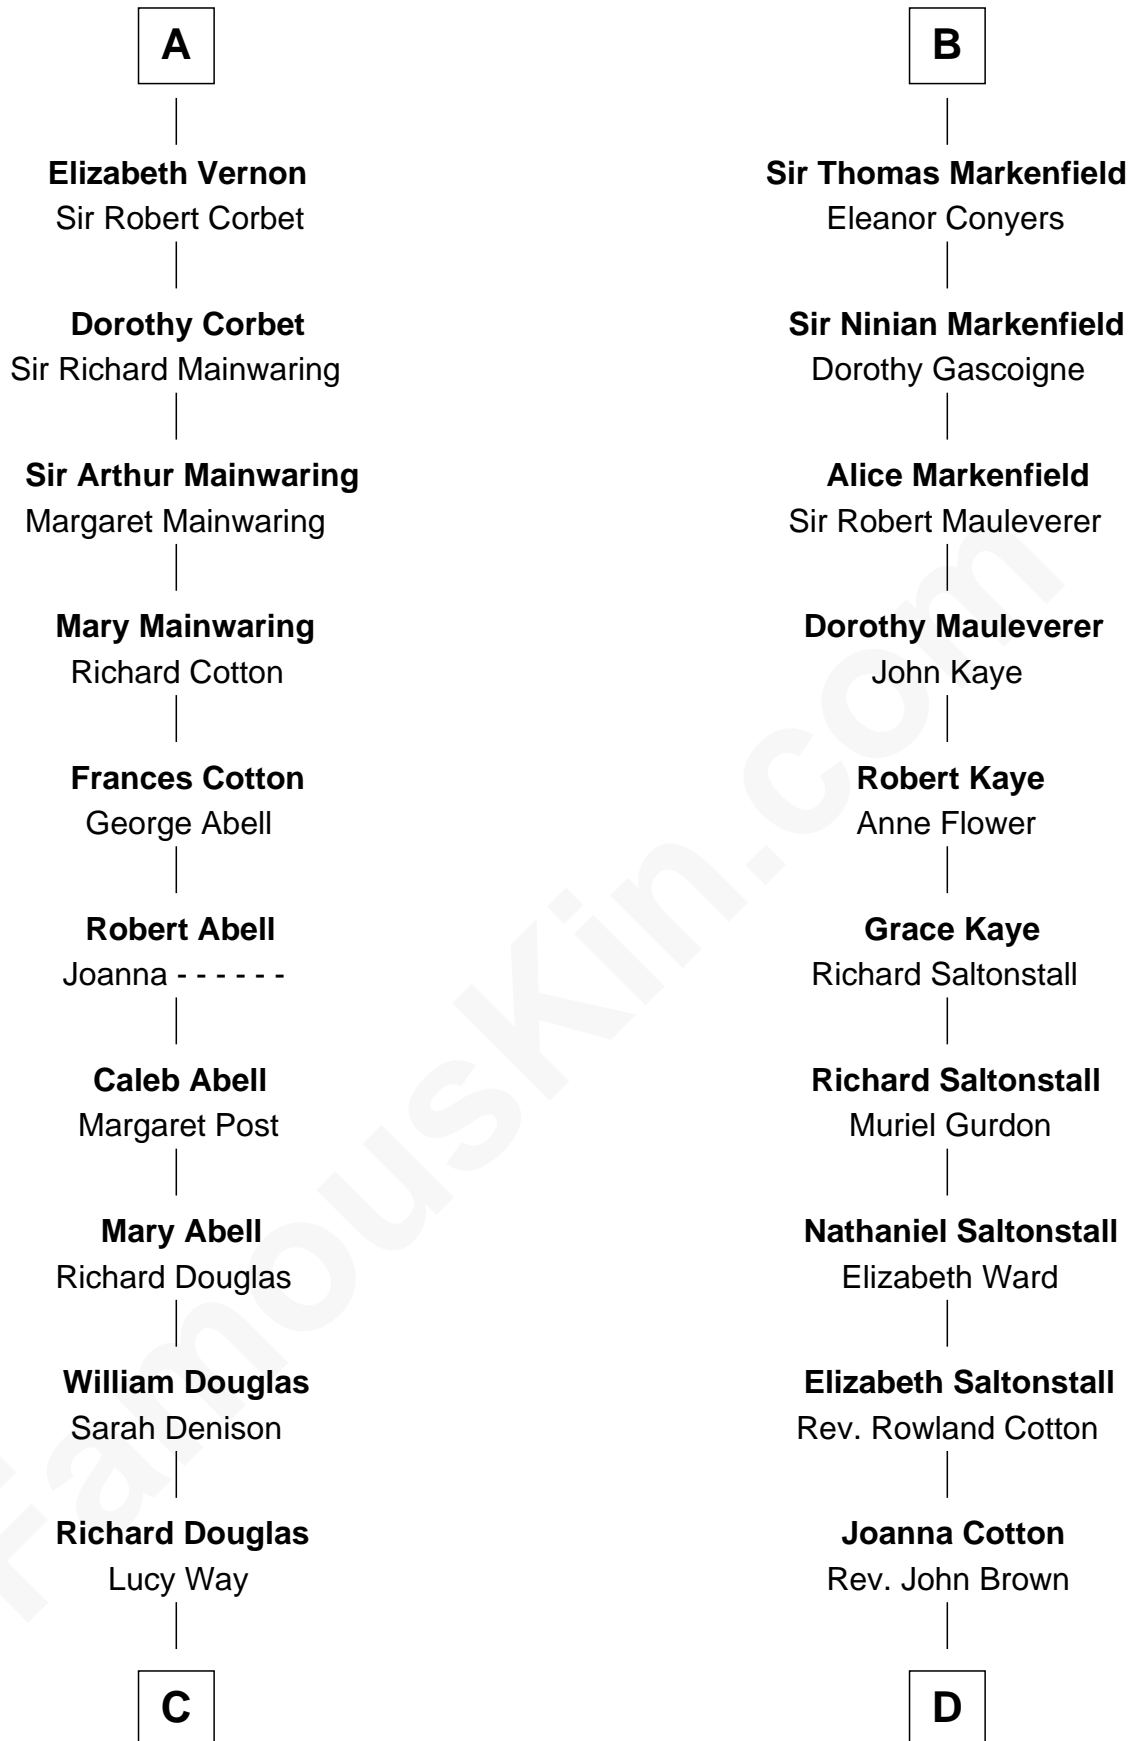 A
Elizabeth Vernon
Sir Robert Corbet
Dorothy Corbet
Sir Richard Mainwaring
Sir Arthur Mainwaring
Margaret Mainwaring
Mary Mainwaring
Richard Cotton
Frances Cotton
George Abell
Robert Abell
Joanna - - - - - -
Caleb Abell
Margaret Post
Mary Abell
Richard Douglas
William Douglas
Sarah Denison
Richard Douglas
Lucy Way
C
B
Sir Thomas Markenfield
Eleanor Conyers
Sir Ninian Markenfield
Dorothy Gascoigne
Alice Markenfield
Sir Robert Mauleverer
Dorothy Mauleverer
John Kaye
Robert Kaye
Anne Flower
Grace Kaye
Richard Saltonstall
Richard Saltonstall
Muriel Gurdon
Nathaniel Saltonstall
Elizabeth Ward
Elizabeth Saltonstall
Rev. Rowland Cotton
Joanna Cotton
Rev. John Brown
D
FamousKin.com